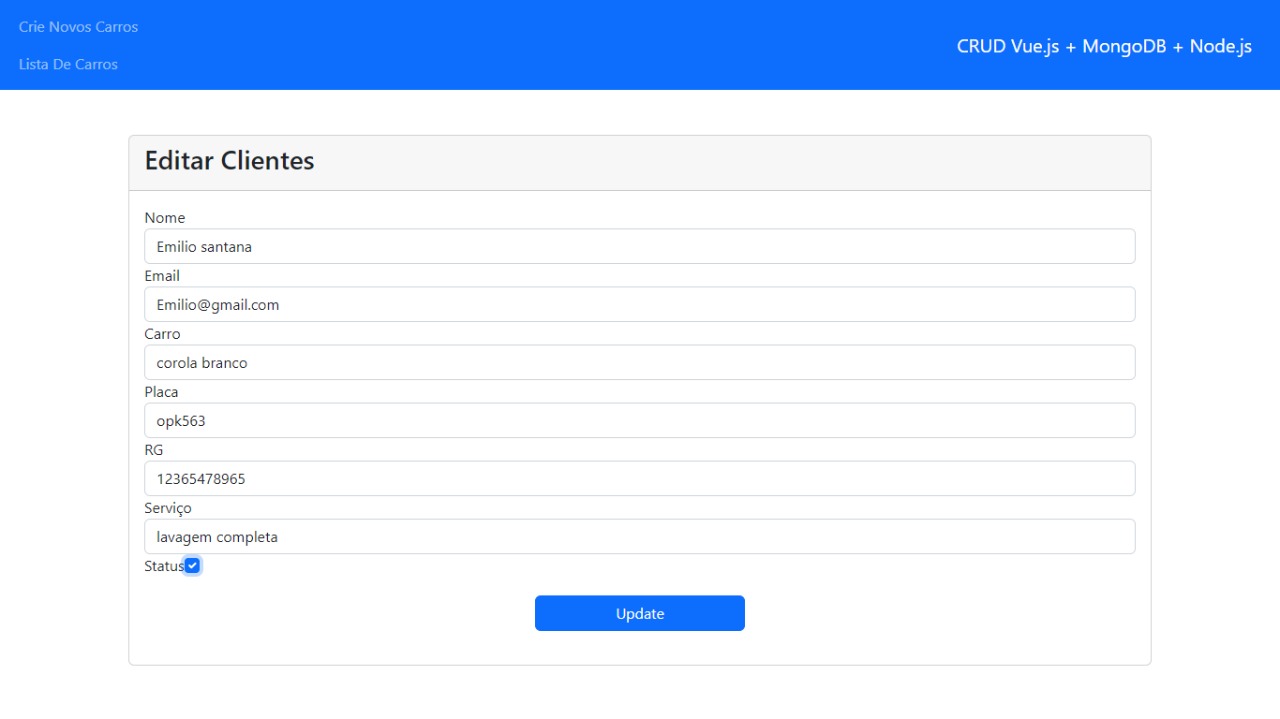 Crie Novos Carros
Lista De Carros
CRUD Vue.js + MongoDB + Node.js
Editar Clientes
Nome
Emilio santana
Email
Emilio@gmail.com
Carro
corola branco
Placa
opk563
RG
12365478965
Serviço
lavagem completa
Status
Update